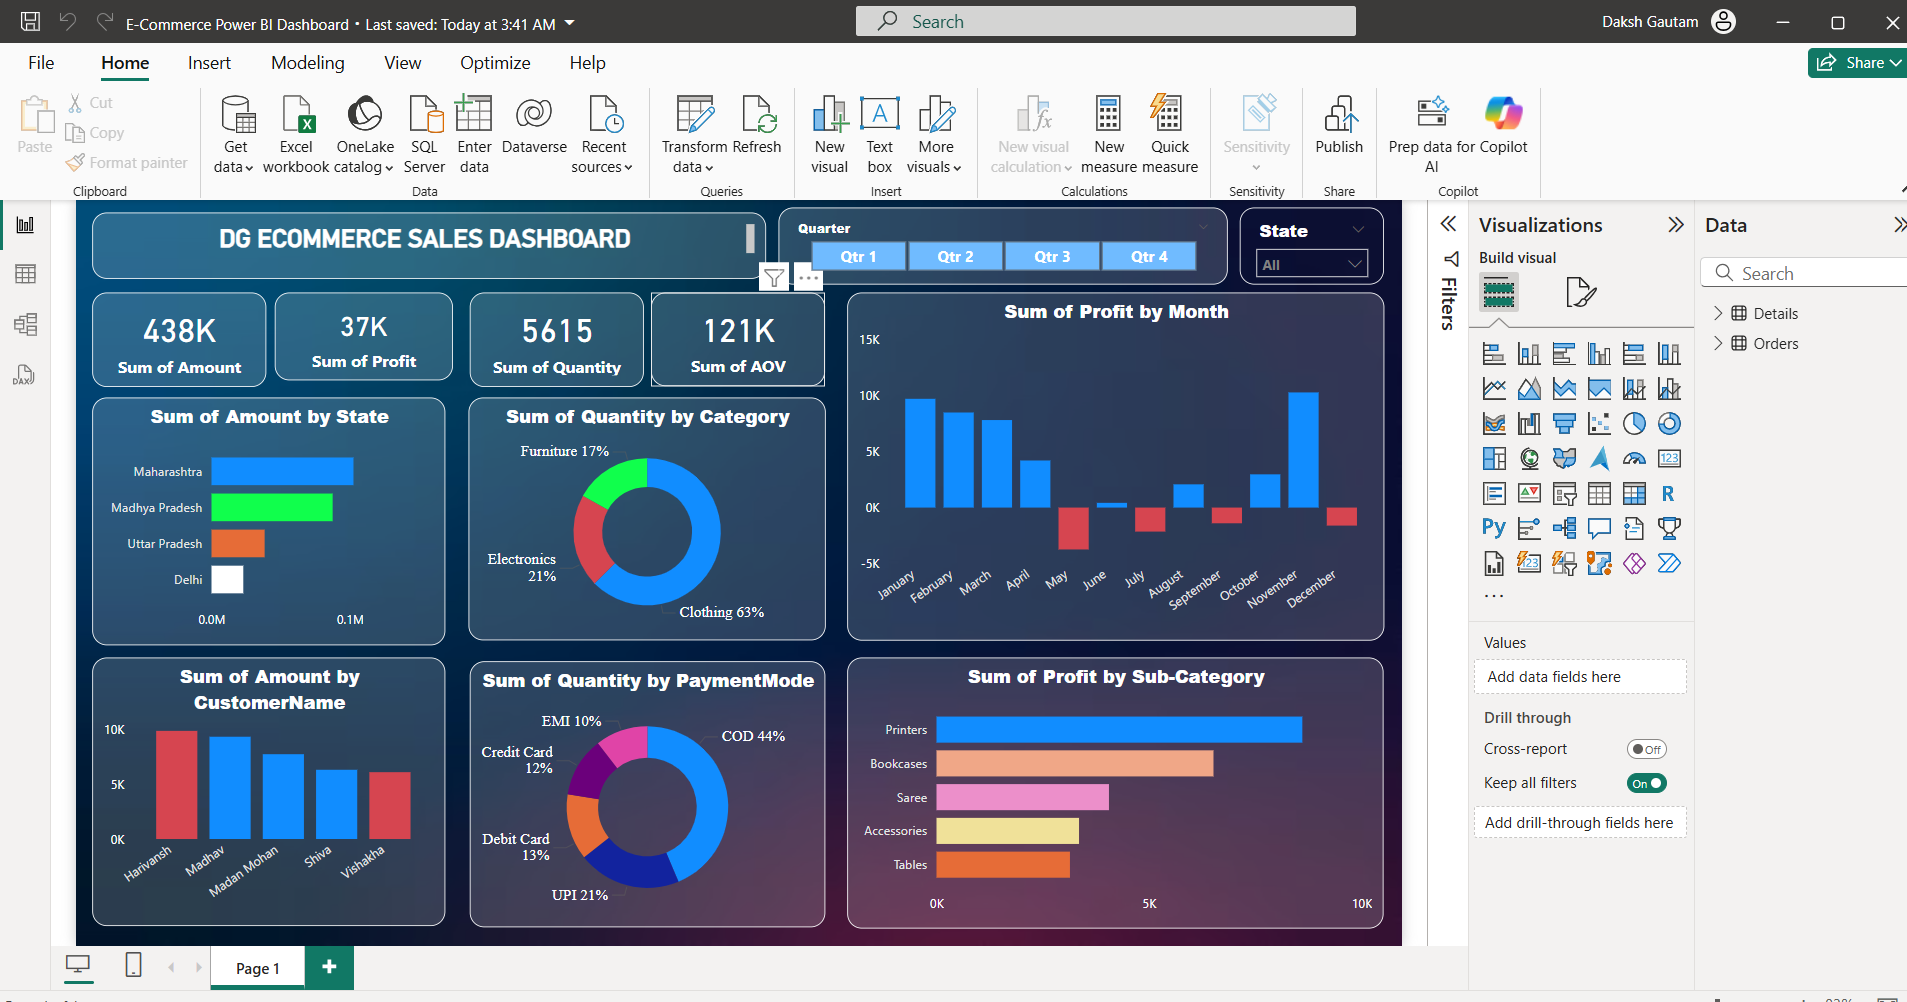 E-Commerce Power BI Dashboard • Last saved: Today at 3:41 AM
Search
Daksh Gautam
File
Home
Insert
Modeling
View
Optimize
Help
Share
Paste
Cut
Copy
Format painter
Clipboard
Get data
Excel workbook
OneLake catalog
SQL Server
Enter data
Dataverse
Recent sources
Data
Transform data
Refresh
Queries
New visual
Text box
More visuals
Insert
New visual calculation
New measure
Quick measure
Calculations
Sensitivity
Sensitivity
Publish
Share
Prep data for AI
Copilot
Copilot
DG ECOMMERCE SALES DASHBOARD
Quarter
Qtr 1
Qtr 2
Qtr 3
Qtr 4
State
All
438K
Sum of Amount
37K
Sum of Profit
5615
Sum of Quantity
121K
Sum of AOV
Sum of Amount by State
Maharashtra
Madhya Pradesh
Uttar Pradesh
Delhi
0.0M
0.1M
Sum of Quantity by Category
Furniture 17%
Electronics
21%
Clothing 63%
Sum of Profit by Month
15K
10K
5K
0K
-5K
January
February
March
April
May
June
July
August
September
October
November
December
Sum of Amount by
CustomerName
10K
5K
0K
Harivansh
Madhav
Madan Mohan
Shiva
Vishakha
Sum of Quantity by PaymentMode
EMI 10%
COD 44%
Credit Card
12%
Debit Card
13%
UPI 21%
Sum of Profit by Sub-Category
Printers
Bookcases
Saree
Accessories
Tables
0K
5K
10K
Filters
Visualizations
Build visual
123
R
Py
123
Values
Add data fields here
Drill through
Cross-report
Off
Keep all filters
On
Add drill-through fields here
Data
Search
Details
Orders
DAX
Page 1